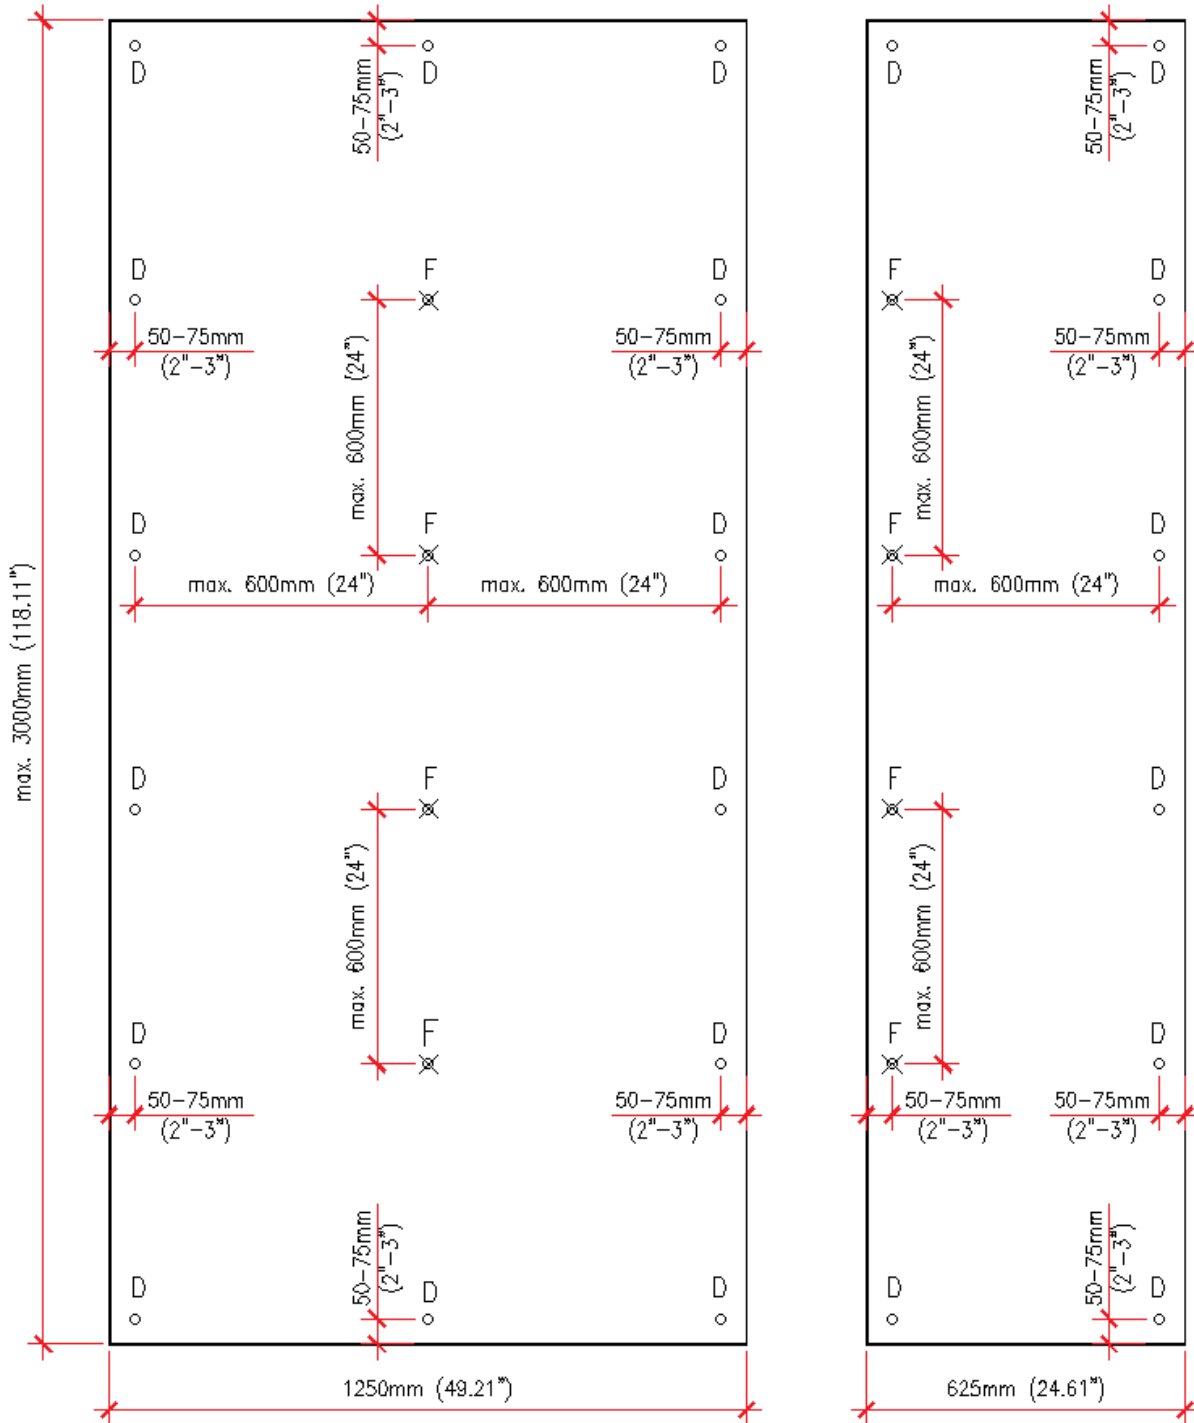 D D D D D
50-75mm
(2"-3")
50-75mm
(2"-3")
D F D F D
50-75mm
(2"-3")
50-75mm
(2"-3")
50-75mm
(2"-3")
max. 600mm (24")
max. 600mm (24")
D F D F D
max. 600mm (24") max. 600mm (24") max. 600mm (24")
max. 3000mm (118.11")
D F D F D
max. 600mm (24")
max. 600mm (24")
D F D F D
50-75mm
(2"-3")
50-75mm
(2"-3")
50-75mm
(2"-3")
50-75mm
(2"-3")
50-75mm
(2"-3")
50-75mm
(2"-3")
D D D D D
1250mm (49.21") 625mm (24.61")